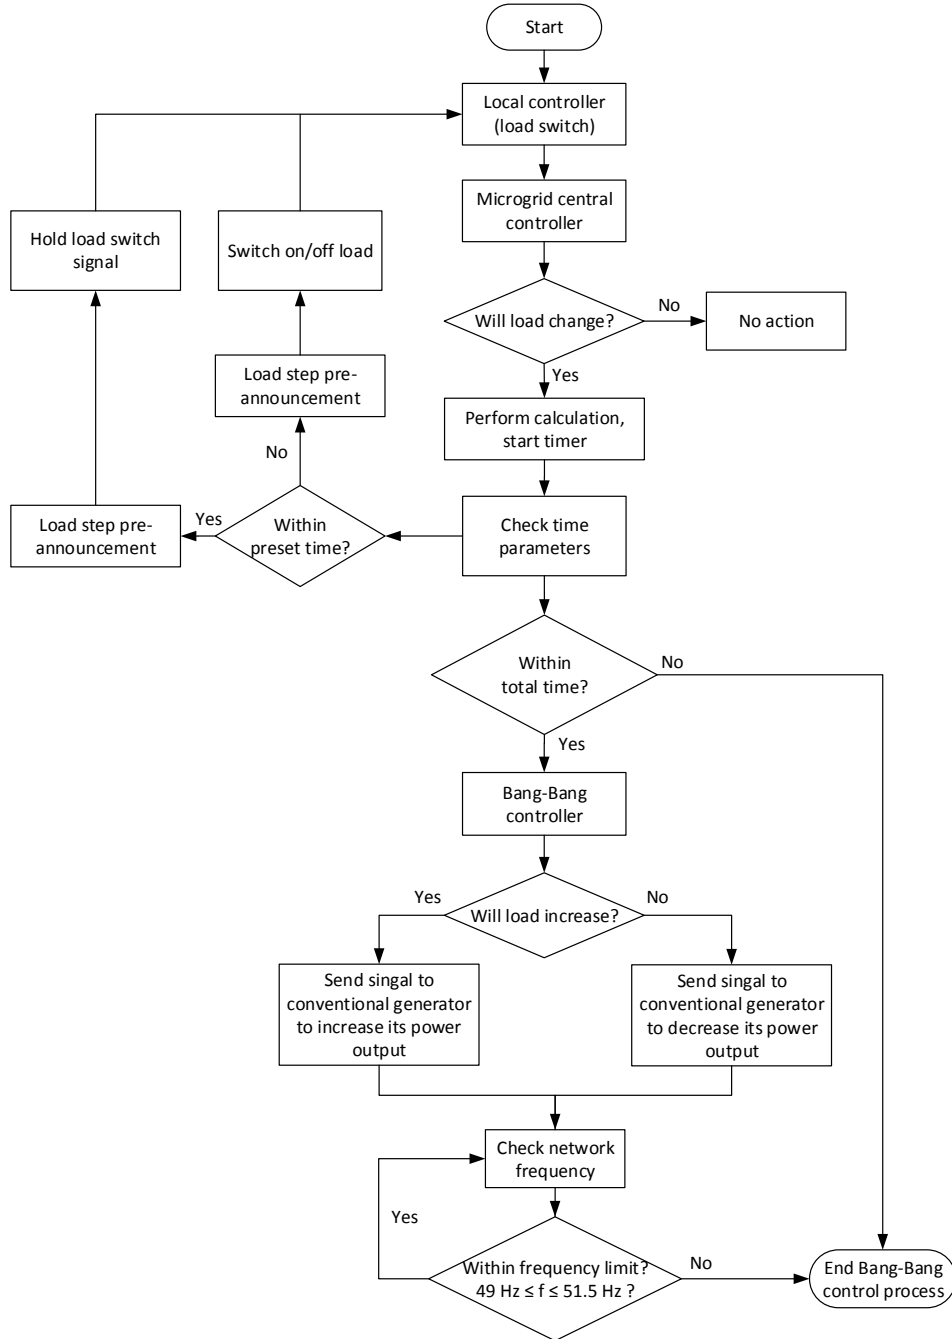 Start
Local controller
(load switch)
Microgrid central
controller
Hold load switch
signal
Switch on/off load
Will load change?
No
No action
Yes
Load step pre-
announcement
Perform calculation,
start timer
No
Load step pre-
announcement
Yes
Within
preset time?
Check time
parameters
Within
total time?
No
Yes
Bang-Bang
controller
Yes
Will load increase?
No
Send singal to
conventional generator
to increase its power
output
Send singal to
conventional generator
to decrease its power
output
Check network
frequency
Yes
Within frequency limit?
49 Hz ≤ f ≤ 51.5 Hz ?
No
End Bang-Bang
control process